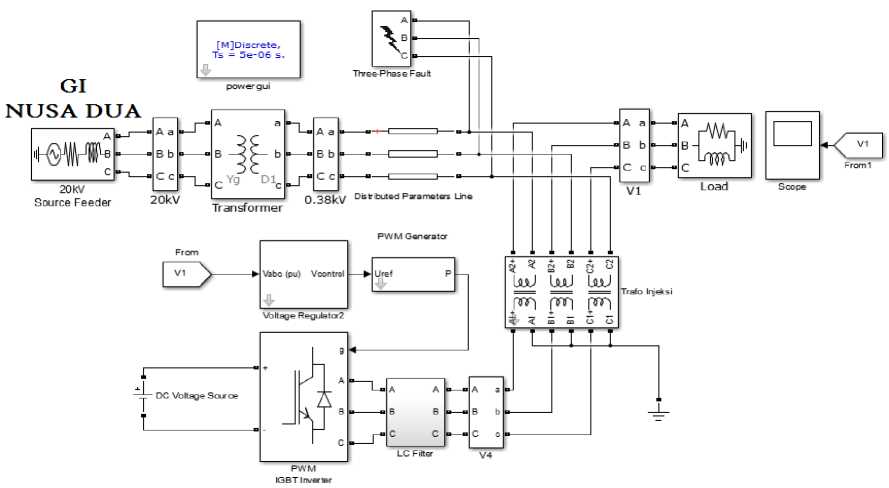 [M]Discrete,
Ts = 5e-06 s.
powergui
A
B
C
Three-Phase Fault
GI
NUSA DUA
A
B
C
20kV
Source Feeder
A a
B b
C c
20kV
A
B
C
a
b
c
Yg D1
Transformer
A a
B b
C c
0.38kV
Distributed Parameters Line
A a
B b
C c
V1
A
B
C
Load
Scope
V1
From1
From
V1
Vabc (pu) Vcontrol
Voltage Regulator2
PWM Generator
Uref P
A2+ A2 B2+ B2 C2+ C2
A1+ A1 B1+ B1 C1+ C1
Trafo Injeksi
DC Voltage Source
+
-
g
A
B
C
PWM
IGBT Inverter
A A
B B
C C
LC Filter
A a
B b
C c
V4